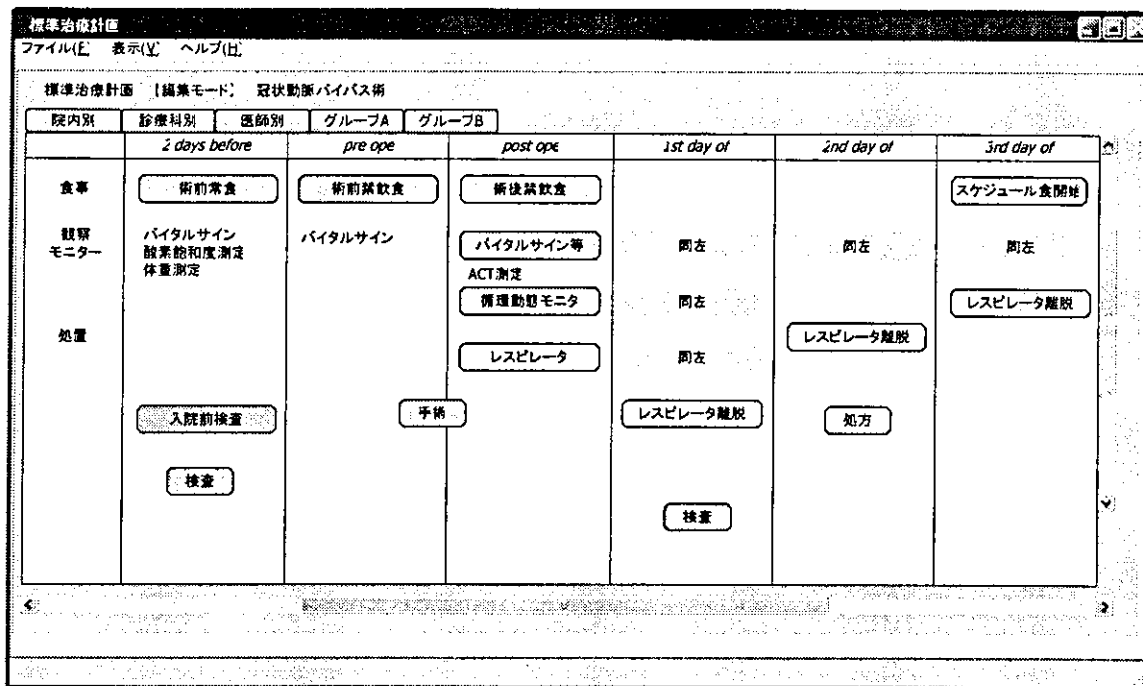 標準治療計画
ファイル(F) 表示(V) ヘルプ(H)
標準治療計画 【編集モード】 冠状動脈バイパス術
院内別 診療科別 医師別 グループA グループB
2 days before pre ope post ope 1st day of 2nd day of 3rd day of
食事 術前常食 術前禁飲食 術後禁飲食 スケジュール食開始
観察 バイタルサイン バイタルサイン バイタルサイン等 同左 同左 同左
モニター 酸素飽和度測定
体重測定 ACT測定
循環動態モニタ 同左 レスピレータ離脱
処置 レスピレータ離脱
レスピレータ 同左
入院前検査 手術 レスピレータ離脱 処方
検査
検査